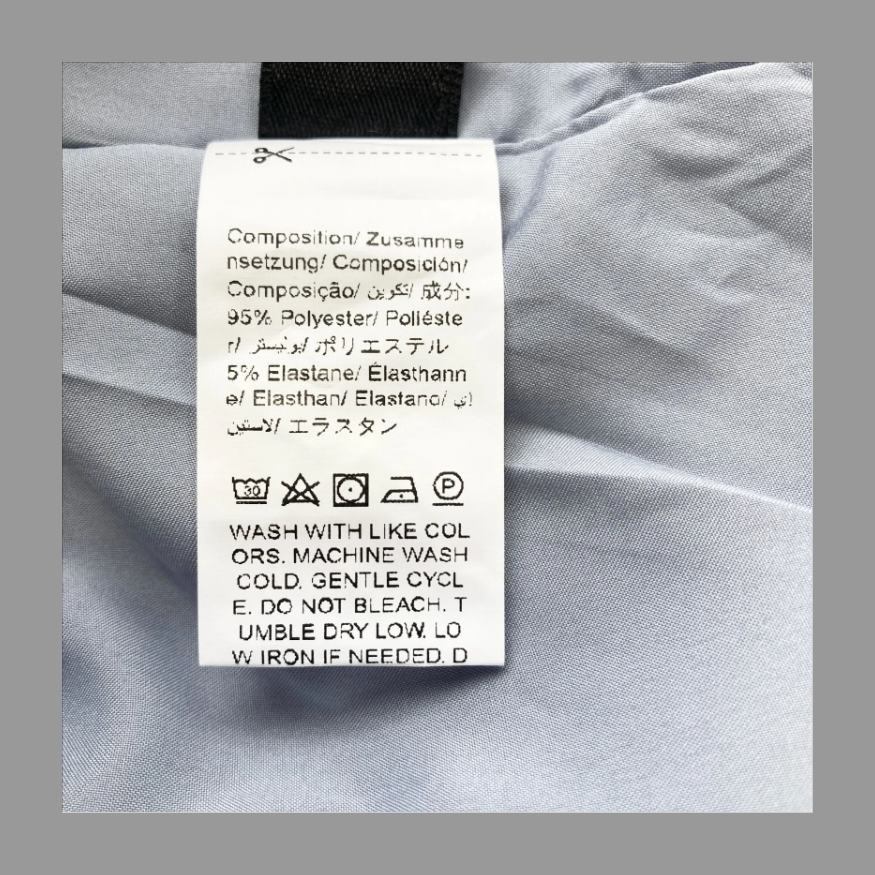 Composition/ Zusamme
nsetzung/ Composición/
Composição/ تكوين/ 成分:
95% Polyester/ Poliéste
r/ بوليستر/ ポリエステル
5% Elastane/ Élasthann
e/ Elasthan/ Elastano/ إي
لاستين/ エラスタン
30 P
WASH WITH LIKE COL
ORS. MACHINE WASH
COLD. GENTLE CYCL
E. DO NOT BLEACH. T
UMBLE DRY LOW. LO
W IRON IF NEEDED. D